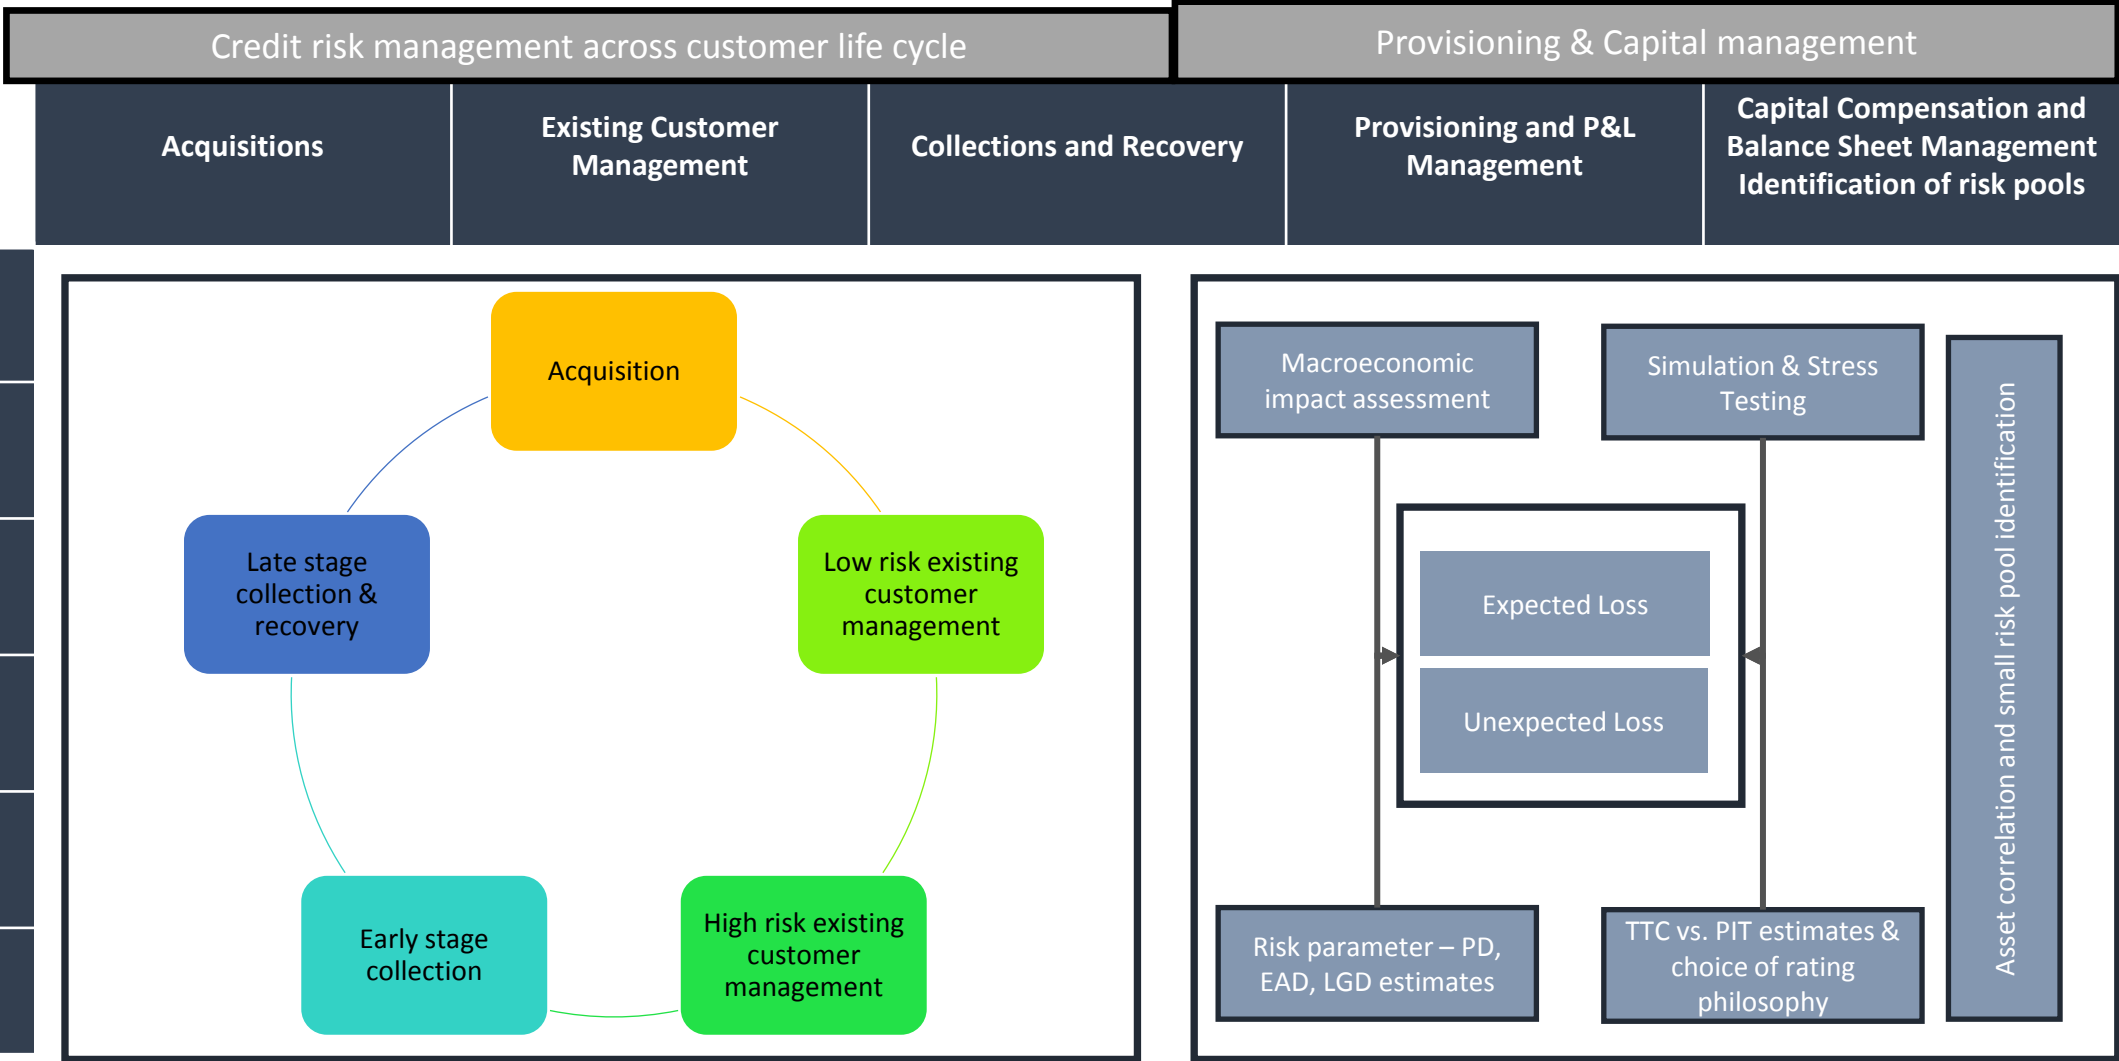 Credit risk management across customer life cycle
Provisioning & Capital management
Acquisitions
Existing Customer
Management
Collections and Recovery
Provisioning and P&L
Management
Capital Compensation and
Balance Sheet Management
Identification of risk pools
Acquisition
Late stage
collection &
recovery
Low risk existing
customer
management
Early stage
collection
High risk existing
customer
management
Macroeconomic
impact assessment
Simulation & Stress
Testing
Expected Loss
Unexpected Loss
Risk parameter – PD,
EAD, LGD estimates
TTC vs. PIT estimates &
choice of rating
philosophy
Asset correlation and small risk pool identification